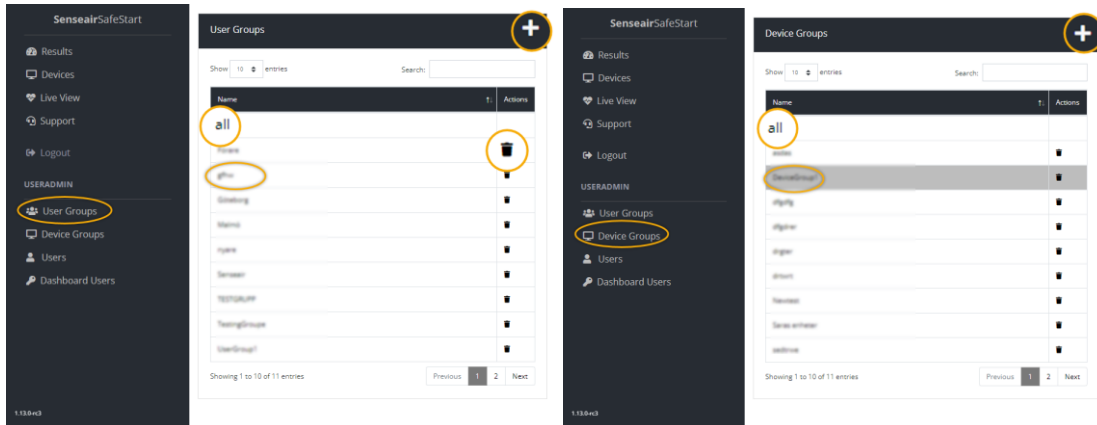 SenseairSafeStart
Results
Devices
Live View
Support
Logout
USERADMIN
User Groups
Device Groups
Users
Dashboard Users
1.13.0-rc3
User Groups
+
Show 10 entries Search:
Name Actions
all
Göteborg
Malmö
nyare
Senseair
TESTGRUPP
TestingGroupe
UserGroup1
Showing 1 to 10 of 11 entries Previous 1 2 Next
SenseairSafeStart
Results
Devices
Live View
Support
Logout
USERADMIN
User Groups
Device Groups
Users
Dashboard Users
1.13.0-rc3
Device Groups
+
Show 10 entries Search:
Name Actions
all
DeviceGroup1
Newtest
Saras enheter
Showing 1 to 10 of 11 entries Previous 1 2 Next